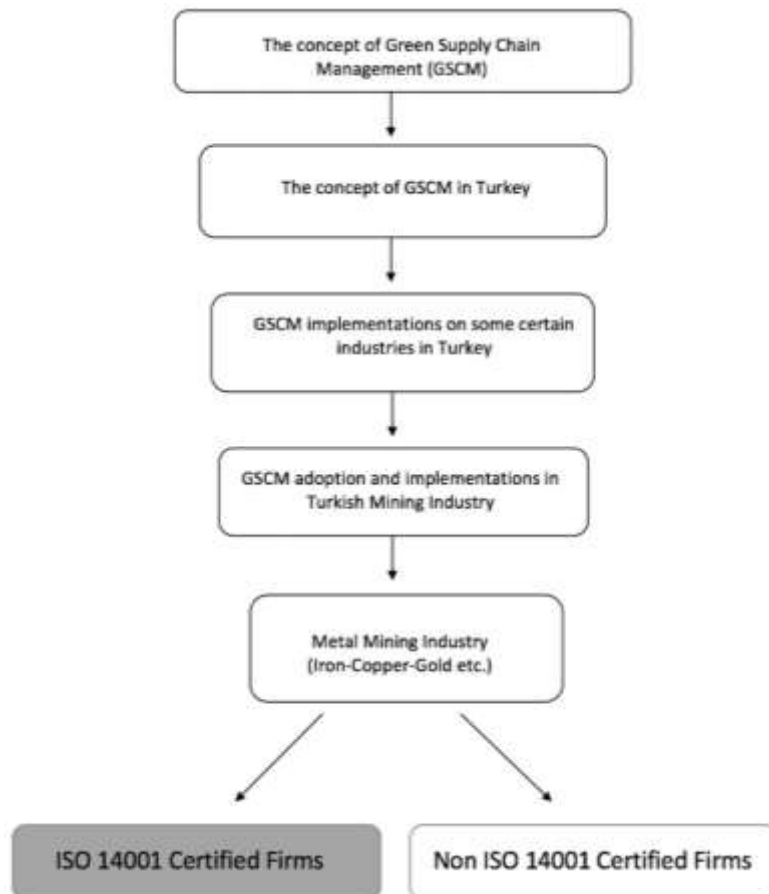 The concept of Green Supply Chain
Management (GSCM)
The concept of GSCM in Turkey
GSCM implementations on some certain
industries in Turkey
GSCM adoption and implementations in
Turkish Mining Industry
Metal Mining Industry
(Iron-Copper-Gold etc.)
ISO 14001 Certified Firms
Non ISO 14001 Certified Firms